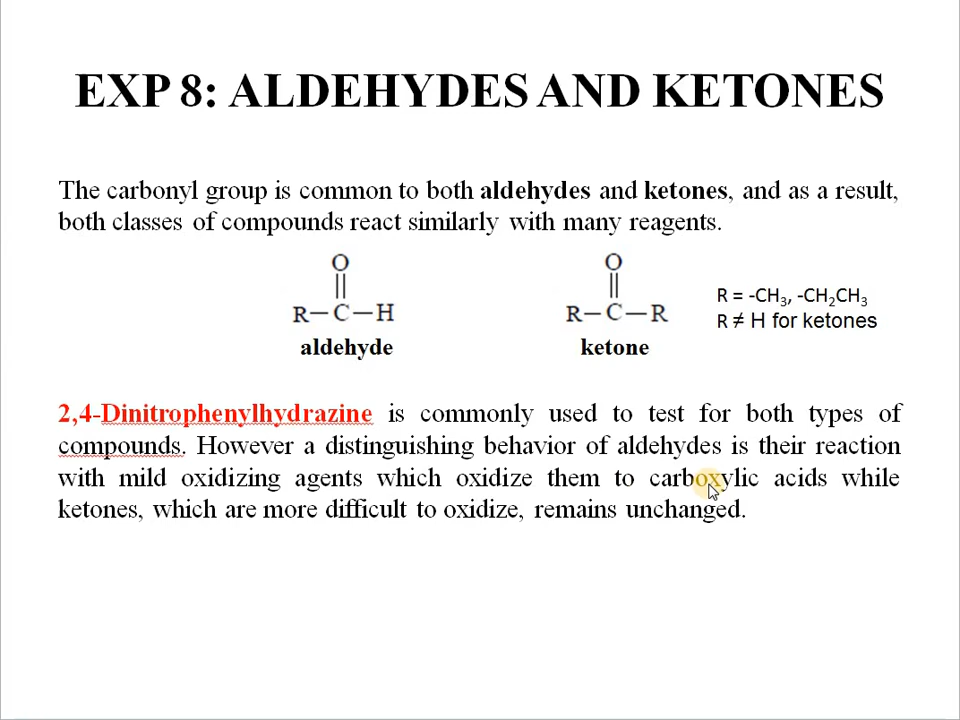 EXP 8: ALDEHYDES AND KETONES
The carbonyl group is common to both aldehydes and ketones, and as a result,
both classes of compounds react similarly with many reagents.
O
||
R–C–H
aldehyde
O
||
R–C–R
ketone
R = -CH₃, -CH₂CH₃
R ≠ H for ketones
2,4-Dinitrophenylhydrazine is commonly used to test for both types of
compounds. However a distinguishing behavior of aldehydes is their reaction
with mild oxidizing agents which oxidize them to carboxylic acids while
ketones, which are more difficult to oxidize, remains unchanged.